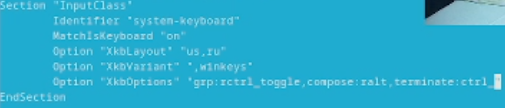 Section "InputClass"
Identifier "system-keyboard"
MatchIsKeyboard "on"
Option "XkbLayout" "us,ru"
Option "XkbVariant" ",winkeys"
Option "XkbOptions" "grp:rctrl_toggle,compose:ralt,terminate:ctrl_
EndSection